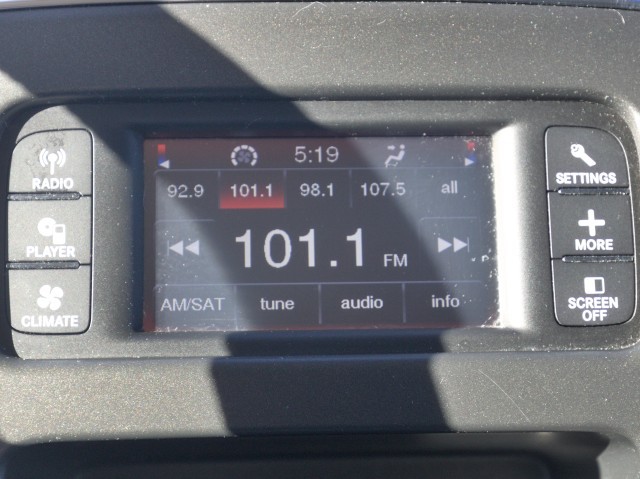 RADIO
PLAYER
CLIMATE
5:19
92.9 101.1 98.1 107.5 all
101.1 FM
AM/SAT tune audio info
SETTINGS
MORE
SCREEN
OFF